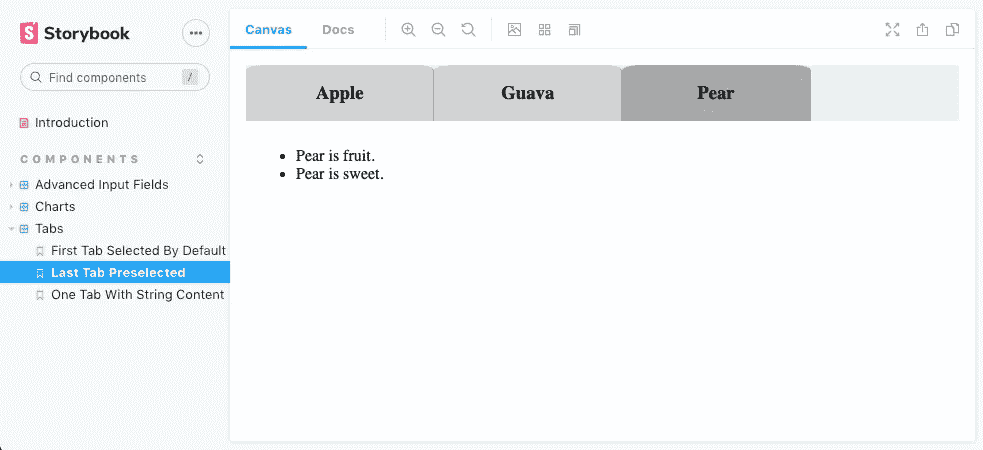 Storybook
Find components /
Introduction
COMPONENTS
Advanced Input Fields
Charts
Tabs
First Tab Selected By Default
Last Tab Preselected
One Tab With String Content
Canvas Docs
Apple Guava Pear
Pear is fruit.
Pear is sweet.